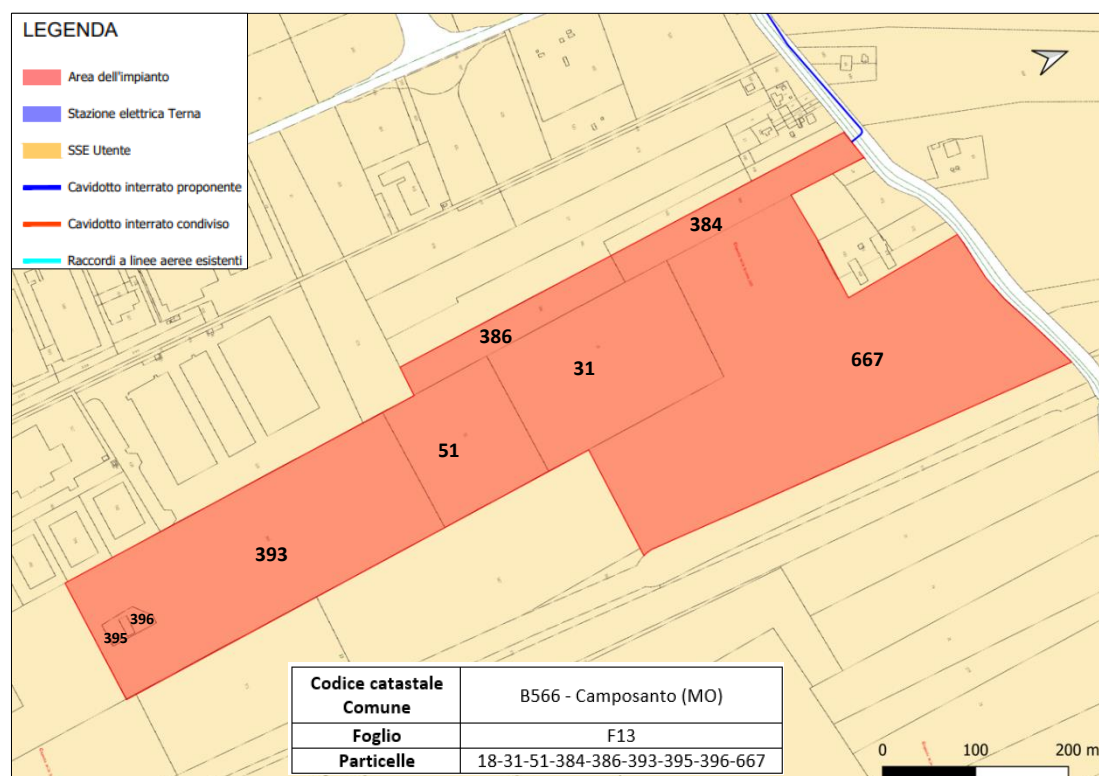 LEGENDA
Area dell'impianto
Stazione elettrica Terna
SSE Utente
Cavidotto interrato proponente
Cavidotto interrato condiviso
Raccordi a linee aeree esistenti
384
386
31
667
51
393
396
395
Codice catastale Comune
B566 - Camposanto (MO)
Foglio
F13
Particelle
18-31-51-384-386-393-395-396-667
0 100 200 m